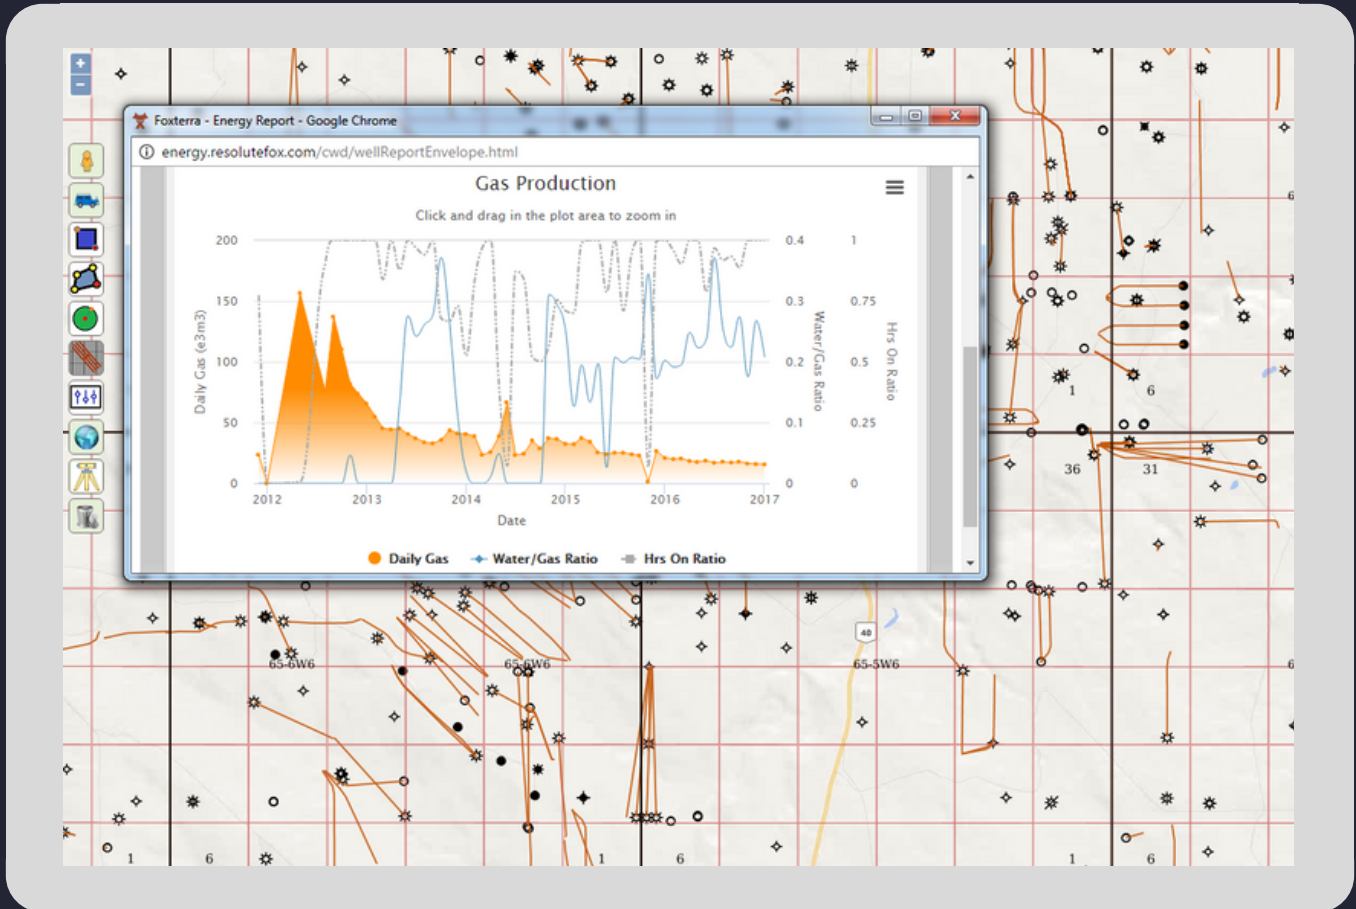 Foxterra - Energy Report - Google Chrome
energy.resolutefox.com/cwd/wellReportEnvelope.html
Gas Production
Click and drag in the plot area to zoom in
200 0.4 1
150 0.3 0.75
100 0.2 0.5
50 0.1 0.25
0 0 0
Daily Gas (e3m3)
Water/Gas Ratio
Hrs On Ratio
2012 2013 2014 2015 2016 2017
Date
Daily Gas Water/Gas Ratio Hrs On Ratio
6
1 6
36 31
40
65-6W6 65-6W6 65-5W6 6
1 6 1 6 1 6